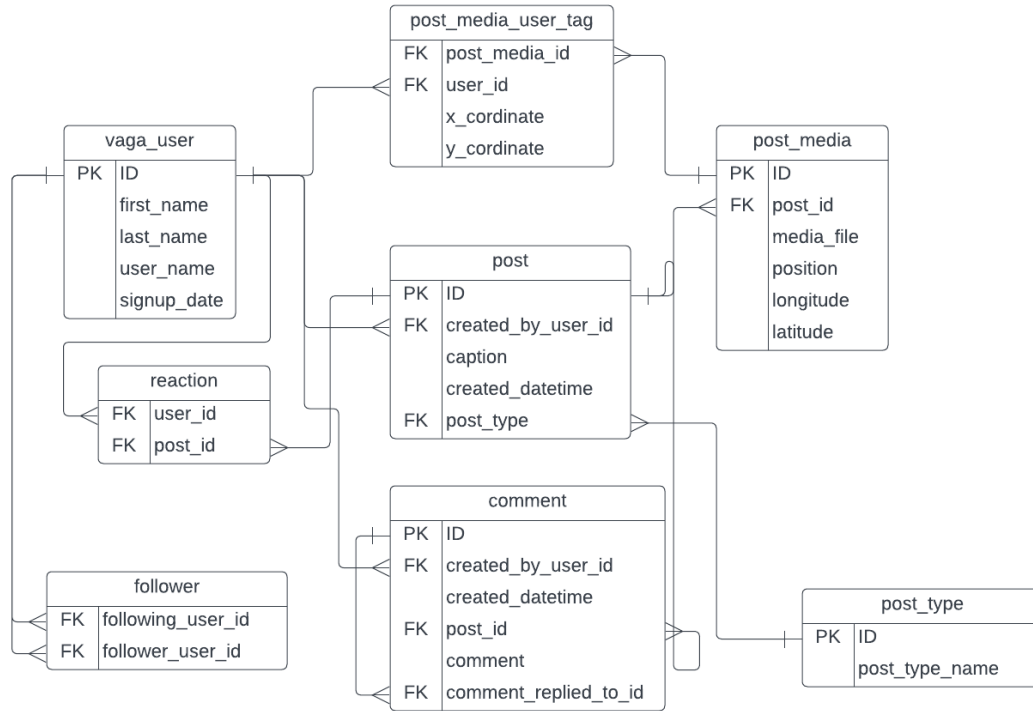 post_media_user_tag
FK post_media_id
FK user_id
x_cordinate
y_cordinate
vaga_user
PK ID
first_name
last_name
user_name
signup_date
post_media
PK ID
FK post_id
media_file
position
longitude
latitude
post
PK ID
FK created_by_user_id
caption
created_datetime
FK post_type
reaction
FK user_id
FK post_id
comment
PK ID
FK created_by_user_id
created_datetime
FK post_id
comment
FK comment_replied_to_id
follower
FK following_user_id
FK follower_user_id
post_type
PK ID
post_type_name